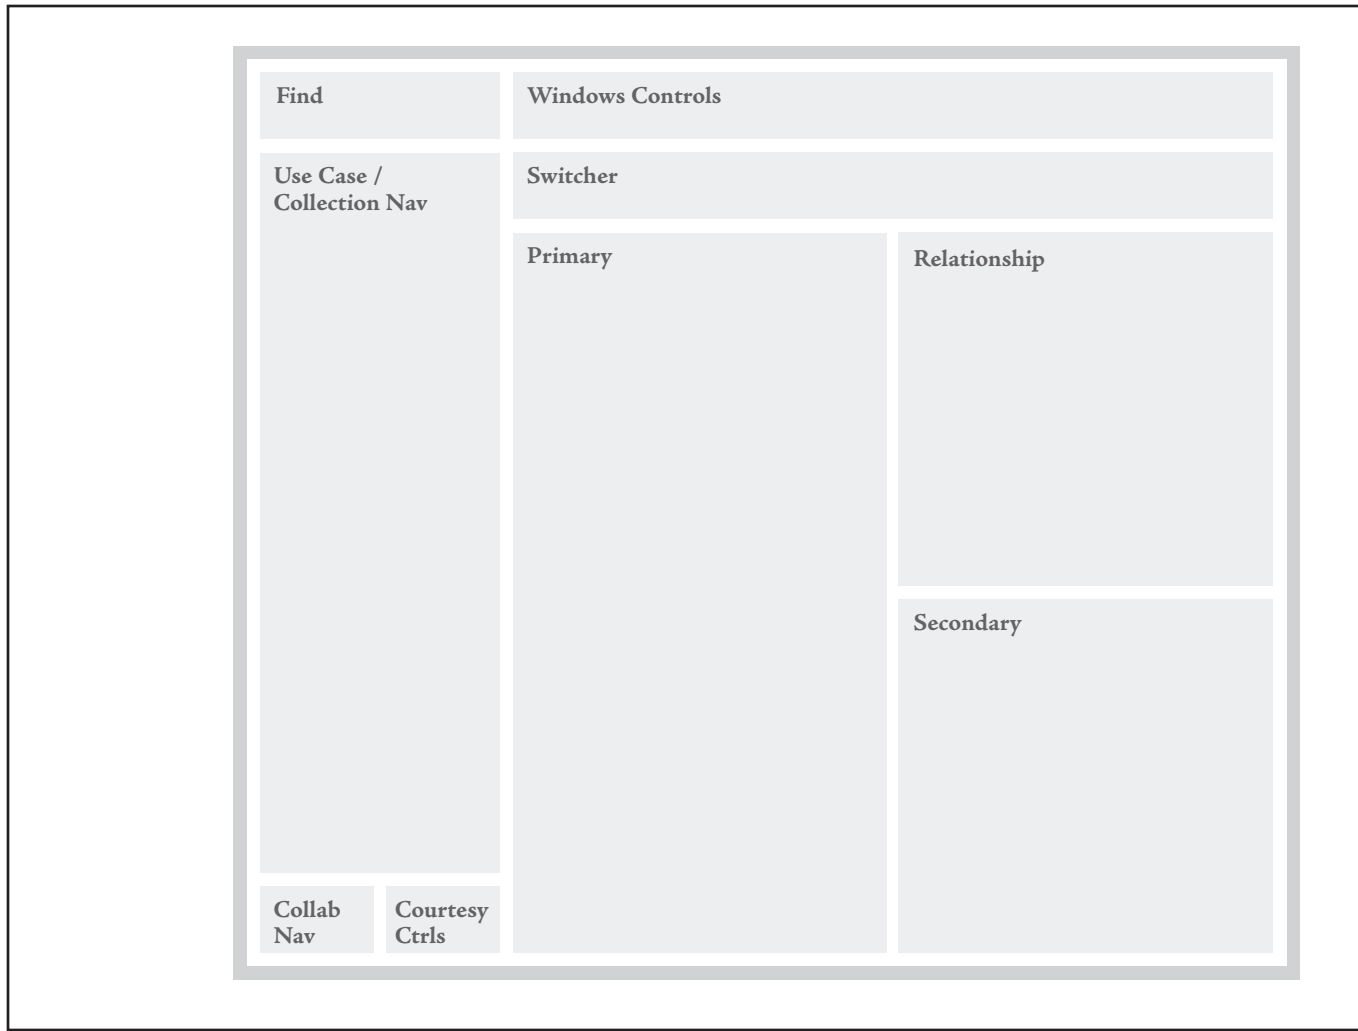 Find
Windows Controls
Use Case /
Collection Nav
Switcher
Primary
Relationship
Secondary
Collab
Nav
Courtesy
Ctrls